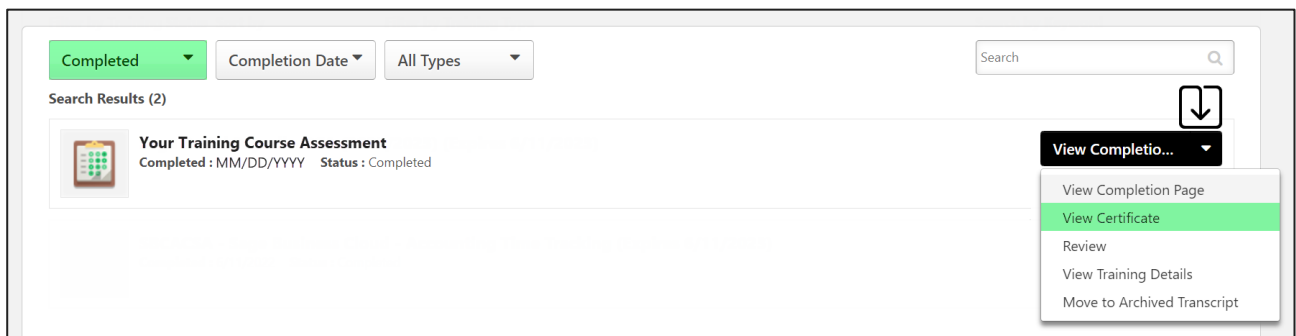 Completed Completion Date All Types Search
Search Results (2)
Your Training Course Assessment
Completed : MM/DD/YYYY Status : Completed
View Completio...
View Completion Page
View Certificate
Review
View Training Details
Move to Archived Transcript